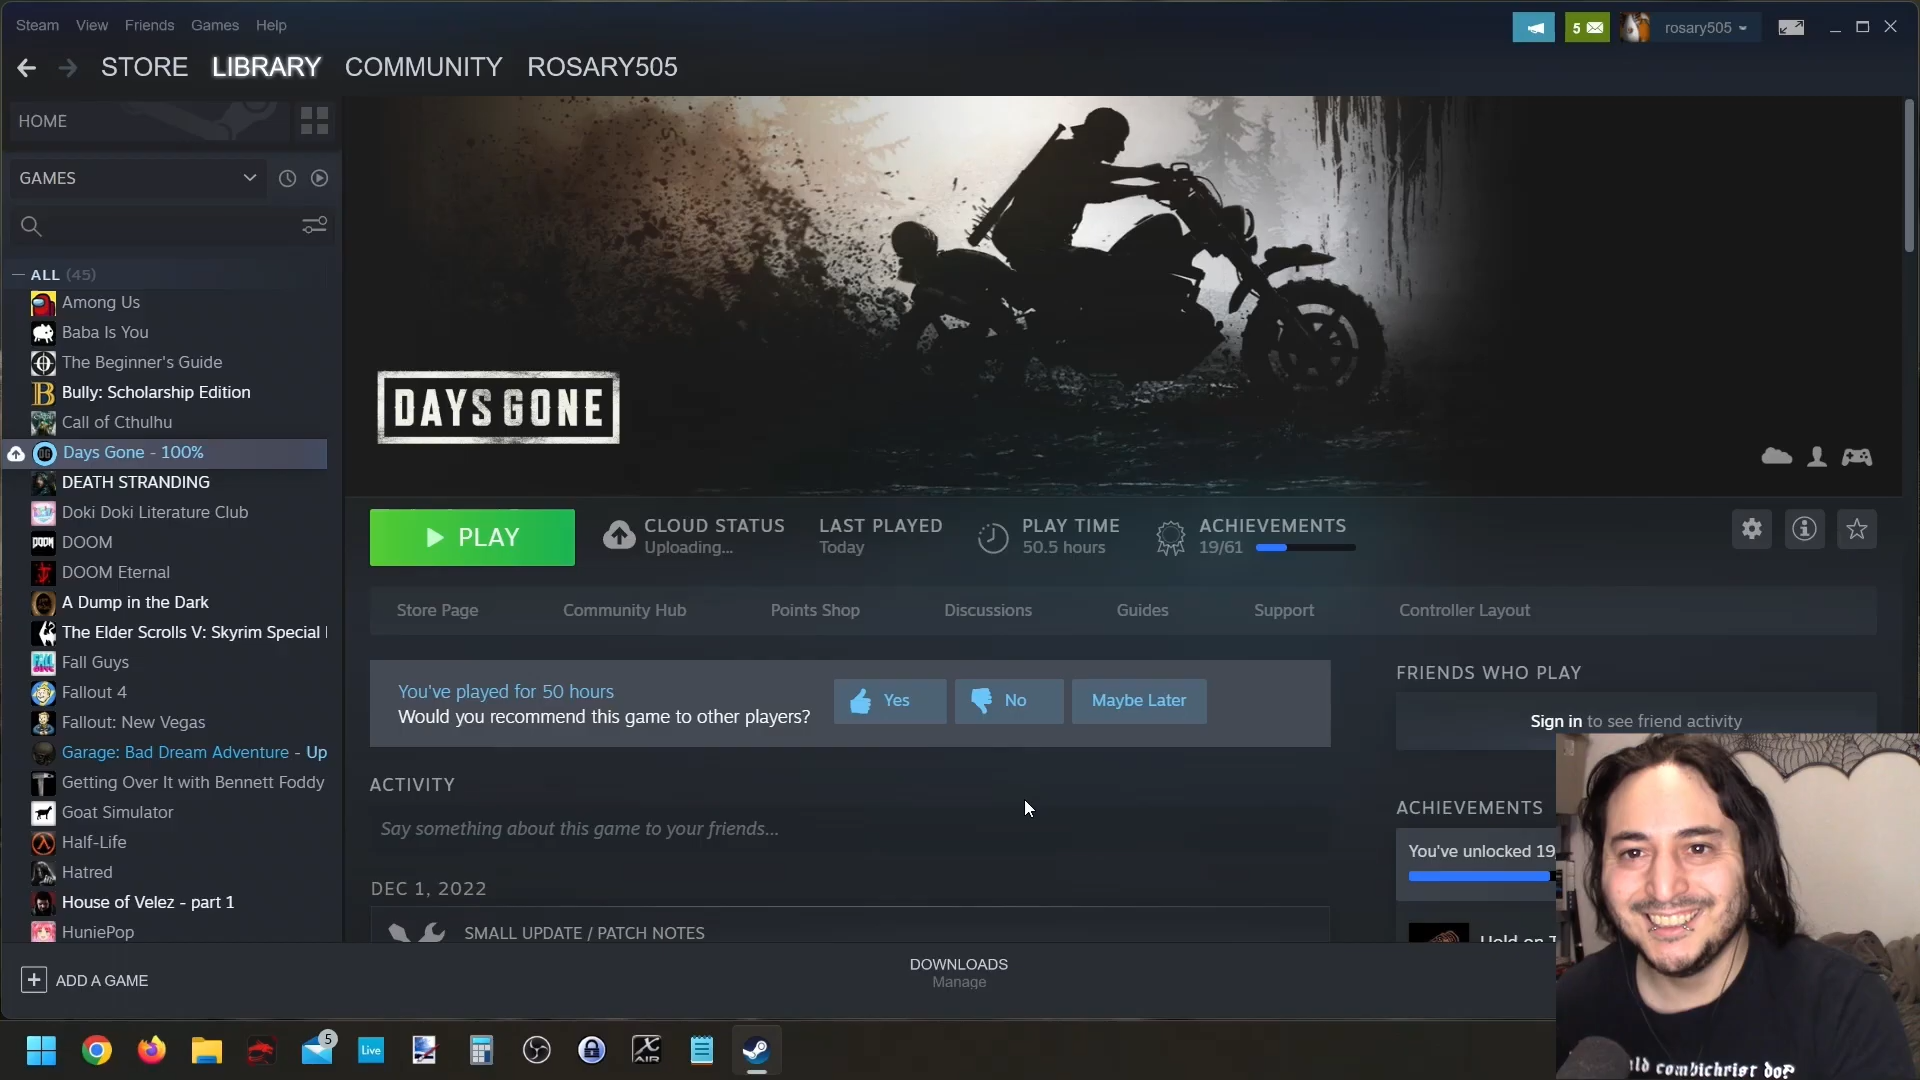 Steam View Friends Games Help
5
rosary505
STORE LIBRARY COMMUNITY ROSARY505
HOME
GAMES
ALL (45)
Among Us
Baba Is You
The Beginner's Guide
Bully: Scholarship Edition
Call of Cthulhu
Days Gone - 100%
DEATH STRANDING
Doki Doki Literature Club
DOOM
DOOM Eternal
A Dump in the Dark
The Elder Scrolls V: Skyrim Special
Fall Guys
Fallout 4
Fallout: New Vegas
Garage: Bad Dream Adventure - Up
Getting Over It with Bennett Foddy
Goat Simulator
Half-Life
Hatred
House of Velez - part 1
HuniePop
ADD A GAME
DAYS GONE
PLAY
CLOUD STATUS
Uploading...
LAST PLAYED
Today
PLAY TIME
50.5 hours
ACHIEVEMENTS
19/61
Store Page Community Hub Points Shop Discussions Guides Support Controller Layout
You've played for 50 hours
Would you recommend this game to other players?
Yes
No
Maybe Later
ACTIVITY
Say something about this game to your friends...
DEC 1, 2022
SMALL UPDATE / PATCH NOTES
FRIENDS WHO PLAY
Sign in to see friend activity
ACHIEVEMENTS
You've unlocked 19
DOWNLOADS
Manage
5
Live
X AIR
combichrist do?